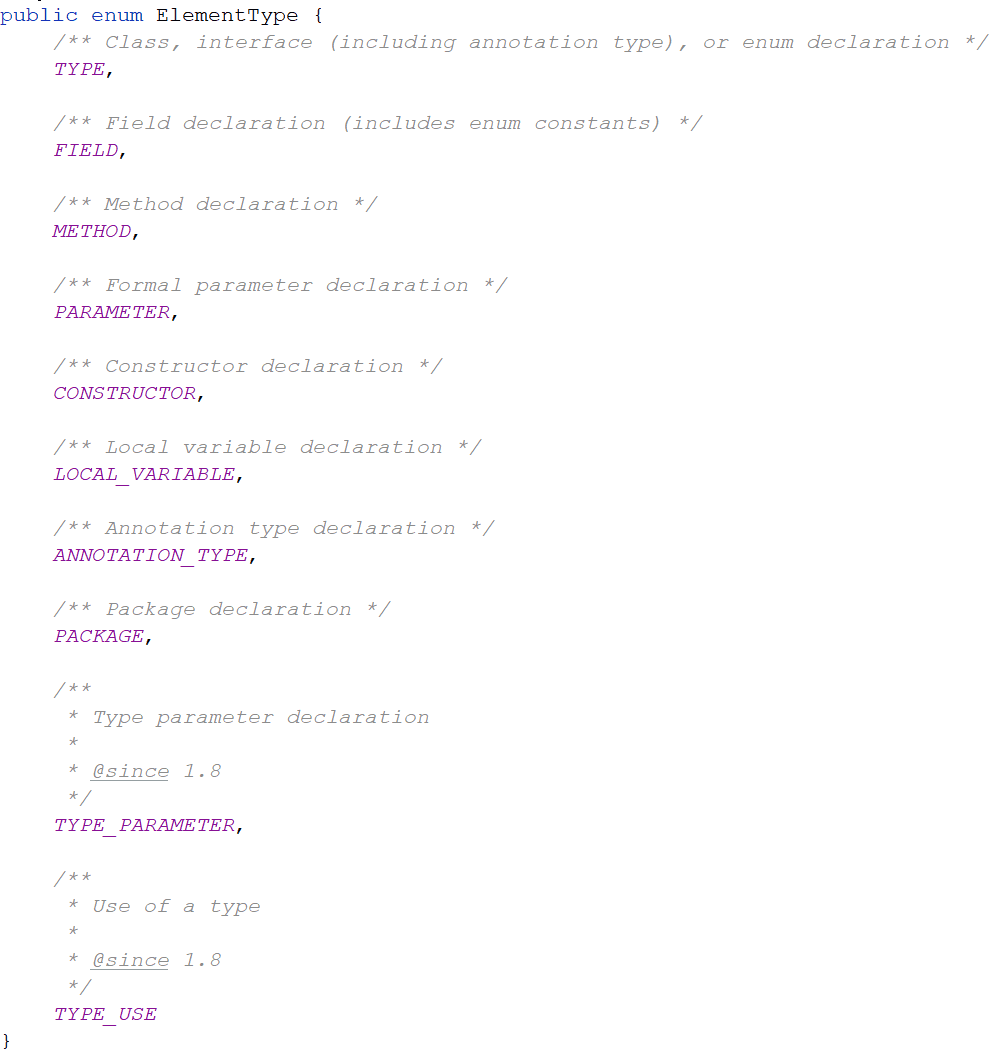 public enum ElementType {
/** Class, interface (including annotation type), or enum declaration */
TYPE,
/** Field declaration (includes enum constants) */
FIELD,
/** Method declaration */
METHOD,
/** Formal parameter declaration */
PARAMETER,
/** Constructor declaration */
CONSTRUCTOR,
/** Local variable declaration */
LOCAL_VARIABLE,
/** Annotation type declaration */
ANNOTATION_TYPE,
/** Package declaration */
PACKAGE,
/**
* Type parameter declaration
*
* @since 1.8
*/
TYPE_PARAMETER,
/**
* Use of a type
*
* @since 1.8
*/
TYPE_USE
}